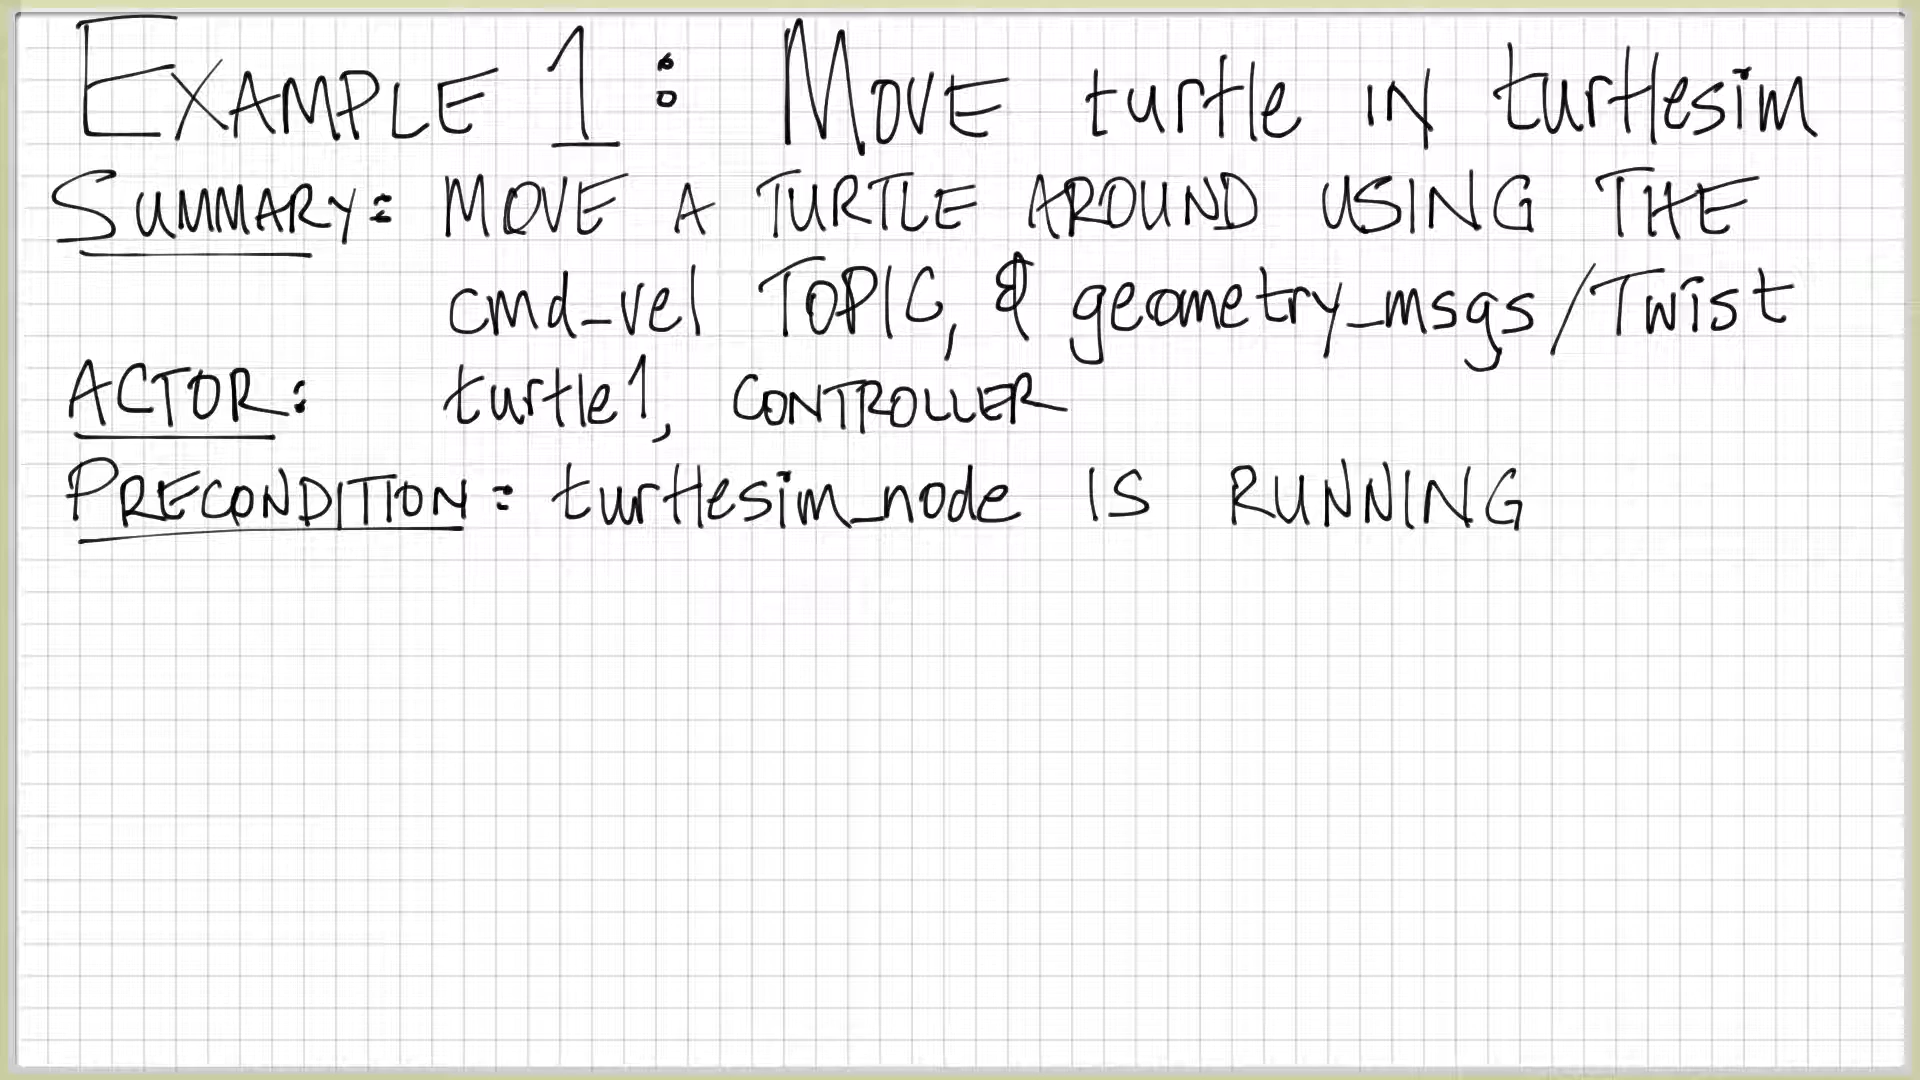 EXAMPLE 1: MOVE turtle IN turtlesim
SUMMARY: MOVE A TURTLE AROUND USING THE
cmd_vel TOPIC, & geometry_msgs/Twist
ACTOR: turtle1, CONTROLLER
PRECONDITION: turtlesim_node IS RUNNING